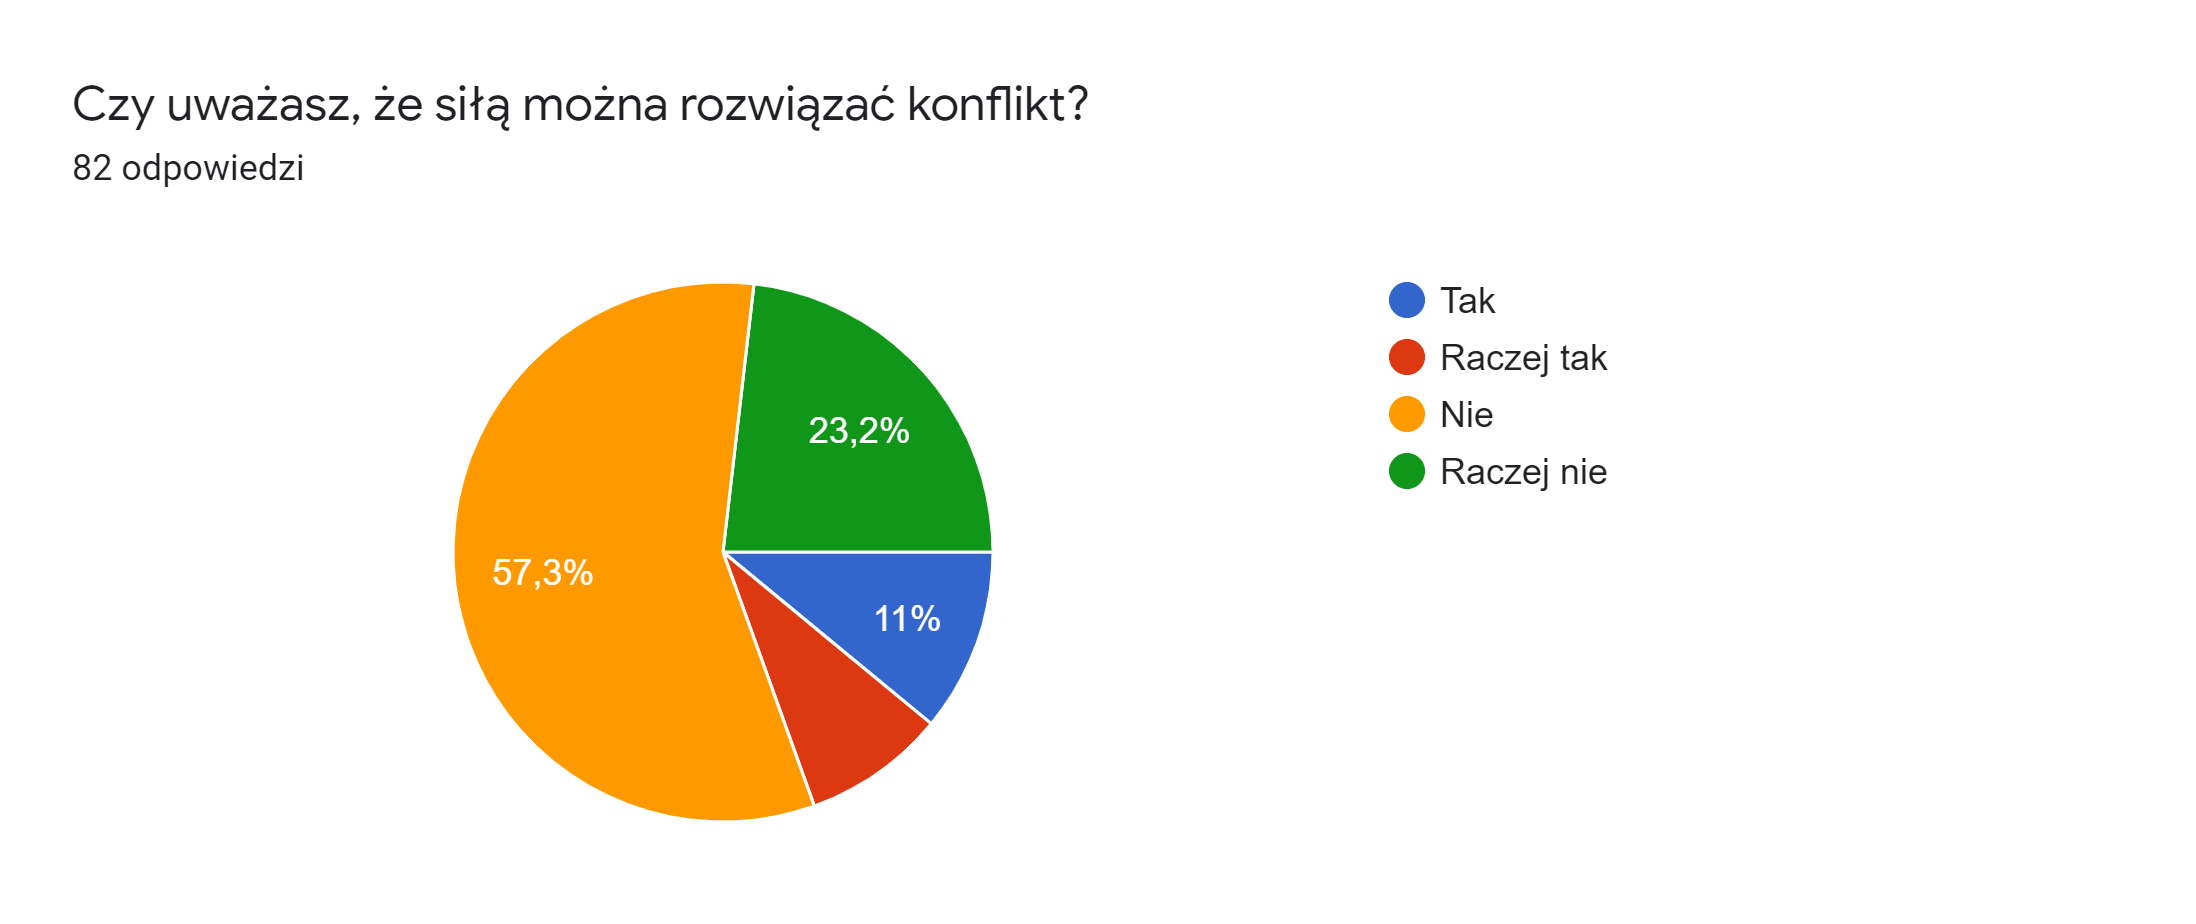 Czy uważasz, że siłą można rozwiązać konflikt?
82 odpowiedzi
Tak
Raczej tak
Nie
Raczej nie
23,2%
57,3%
11%